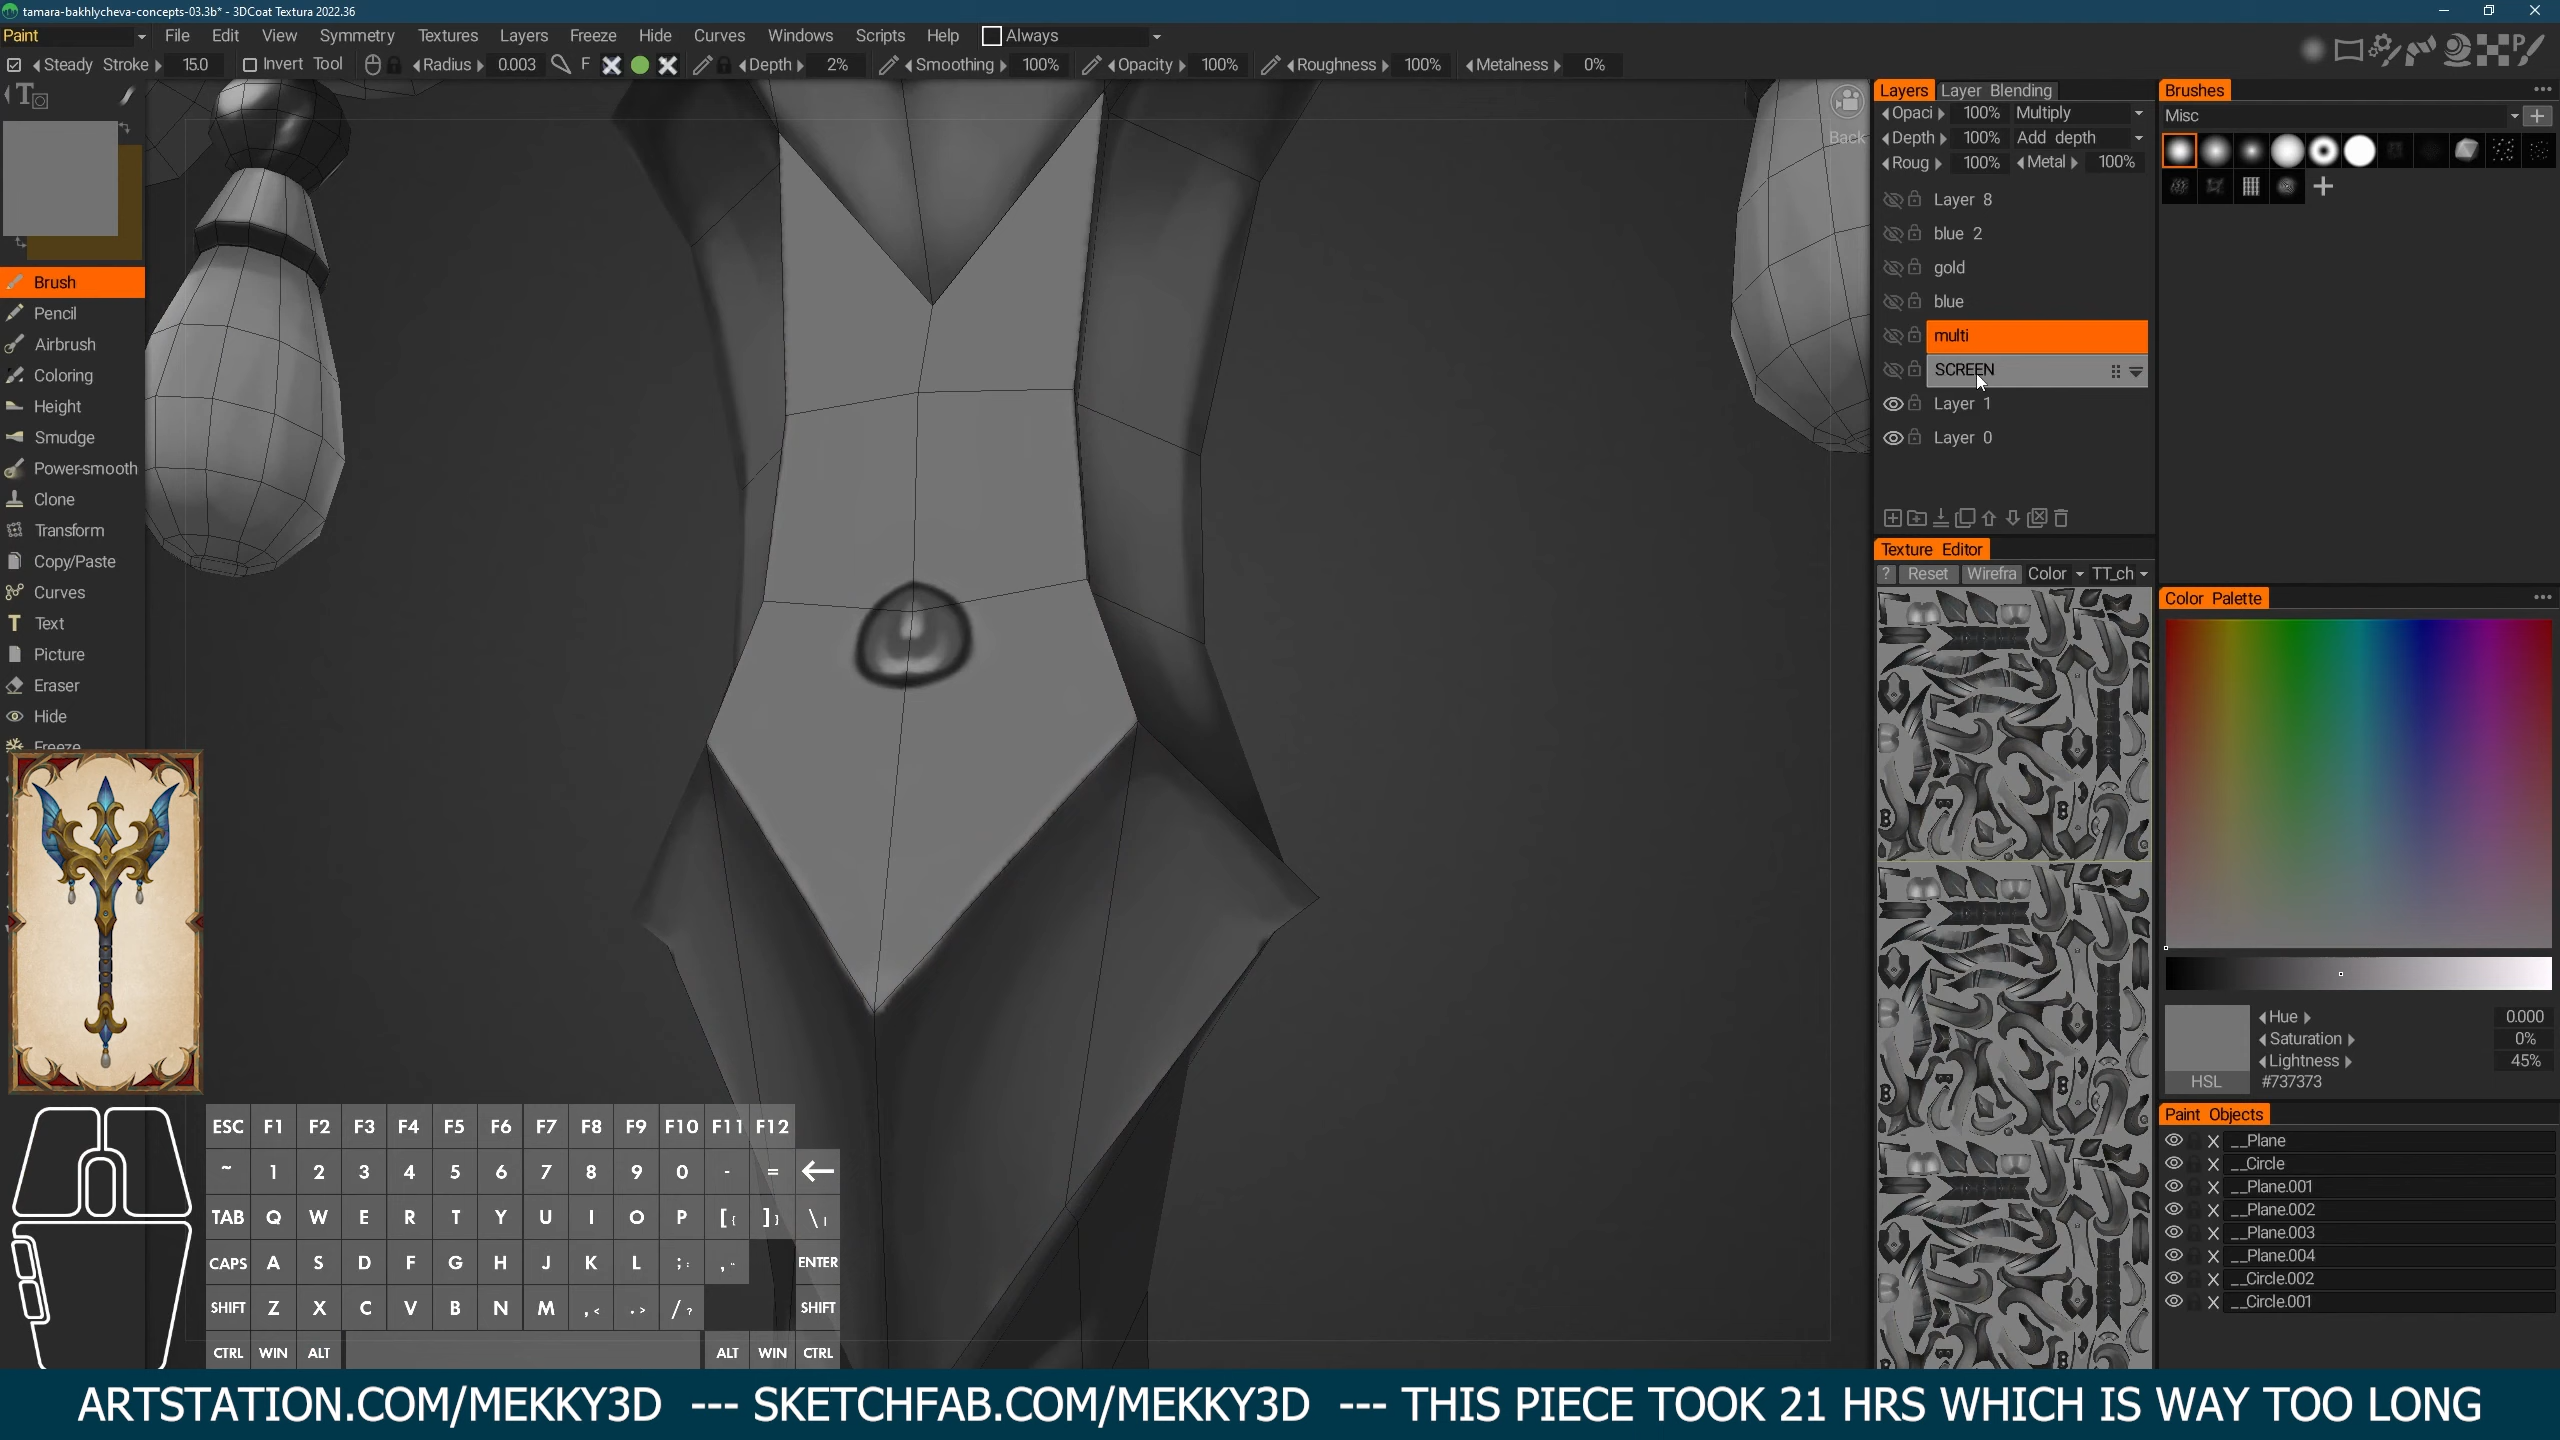 tamara-bakhlycheva-concepts-03.3b* - 3DCoat Textura 2022.36
Paint File Edit View Symmetry Textures Layers Freeze Hide Curves Windows Scripts Help Always
Steady Stroke 15.0 Invert Tool Radius 0.003 F Depth 2% Smoothing 100% Opacity 100% Roughness 100% Metalness 0%
Brush
Pencil
Airbrush
Coloring
Height
Smudge
Power-smooth
Clone
Transform
Copy/Paste
Curves
Text
Picture
Eraser
Hide
Freeze
Back
Layers Layer Blending
Opaci 100% Multiply
Depth 100% Add depth
Roug 100% Metal 100%
Layer 8
blue 2
gold
blue
multi
SCREEN
Layer 1
Layer 0
Texture Editor
? Reset Wirefra Color TT_ch
Brushes
Misc
Color Palette
Hue 0.000
Saturation 0%
Lightness 45%
HSL #737373
Paint Objects
X __Plane
X __Circle
X __Plane.001
X __Plane.002
X __Plane.003
X __Plane.004
X __Circle.002
X __Circle.001
ESC F1 F2 F3 F4 F5 F6 F7 F8 F9 F10 F11 F12
~ 1 2 3 4 5 6 7 8 9 0 - = ←
TAB Q W E R T Y U I O P [{ ]} \|
CAPS A S D F G H J K L ;: ,¨ ENTER
SHIFT Z X C V B N M ,< .> /? SHIFT
CTRL WIN ALT ALT WIN CTRL
ARTSTATION.COM/MEKKY3D --- SKETCHFAB.COM/MEKKY3D --- THIS PIECE TOOK 21 HRS WHICH IS WAY TOO LONG